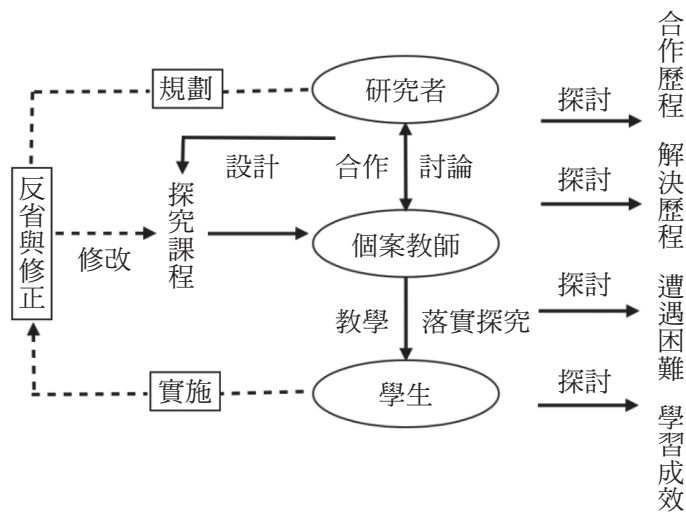 規劃
研究者
探討
合作歷程
設計
合作
討論
探討
解決歷程
反省與修正
修改
探究課程
個案教師
教學
落實探究
探討
遭遇困難
實施
學生
探討
學習成效